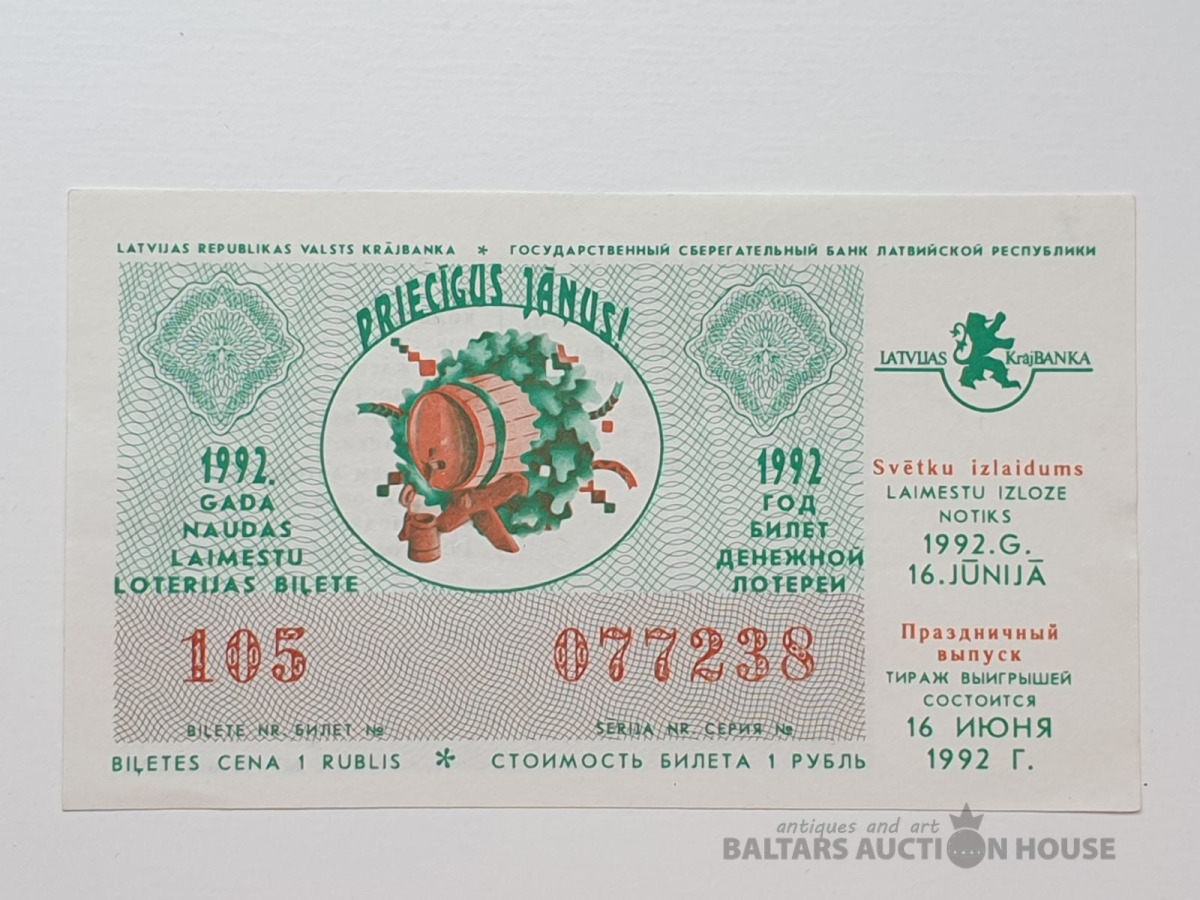 LATVIJAS REPUBLIKAS VALSTS KRĀJBANKA * ГОСУДАРСТВЕННЫЙ СБЕРЕГАТЕЛЬНЫЙ БАНК ЛАТВИЙСКОЙ РЕСПУБЛИКИ
PRIECĪGUS JĀŅUS!
1992.
GADA
NAUDAS
LAIMESTU
LOTERIJAS BIĻETE
1992
ГОД
БИЛЕТ
ДЕНЕЖНОЙ
ЛОТЕРЕИ
105
077238
BIĻETE NR. БИЛЕТ №
SERIJA NR. СЕРИЯ №
BIĻETES CENA 1 RUBLIS * СТОИМОСТЬ БИЛЕТА 1 РУБЛЬ
LATVIJAS KrājBANKA
Svētku izlaidums
LAIMESTU IZLOZE
NOTIKS
1992.G.
16.JŪNIJĀ
Праздничный
выпуск
ТИРАЖ ВЫИГРЫШЕЙ
СОСТОИТСЯ
16 ИЮНЯ
1992 Г.
antiques and art
BALTARS AUCTION HOUSE